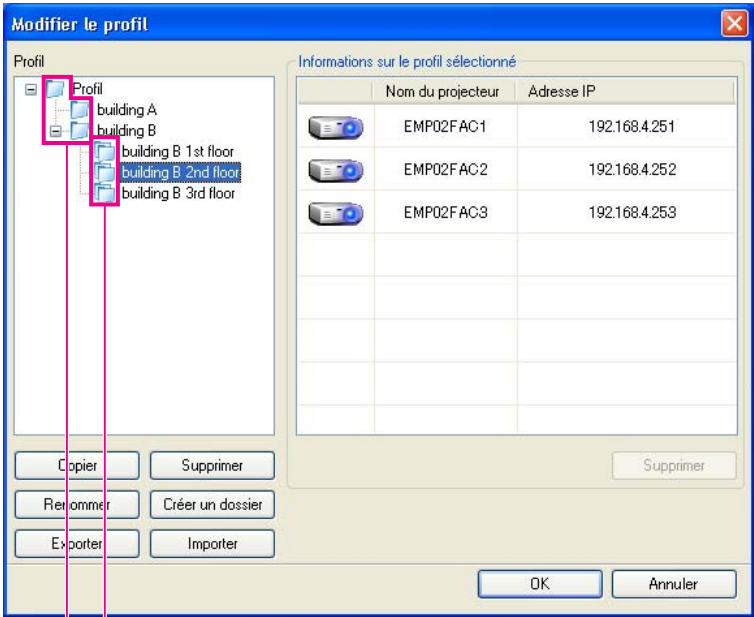 Modifier le profil
Profil
Profil
building A
building B
building B 1st floor
building B 2nd floor
building B 3rd floor
Copier Supprimer
Renommer Créer un dossier
Exporter Importer
Informations sur le profil sélectionné
Nom du projecteur Adresse IP
EMP02FAC1 192.168.4.251
EMP02FAC2 192.168.4.252
EMP02FAC3 192.168.4.253
Supprimer
OK Annuler